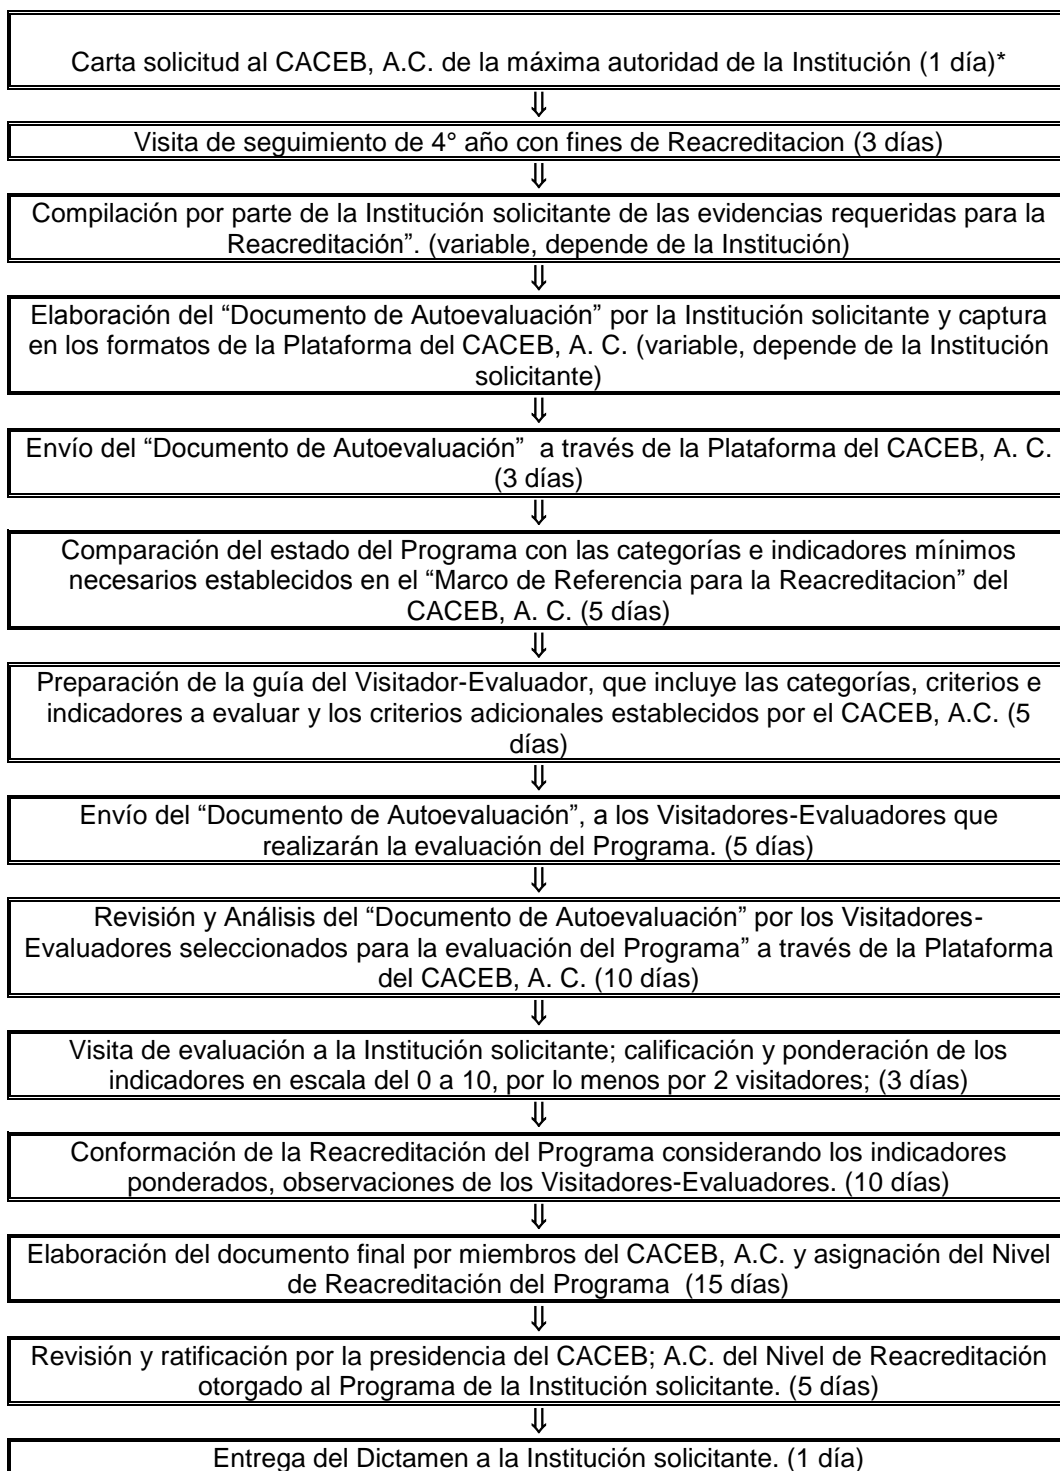 Carta solicitud al CACEB, A.C. de la máxima autoridad de la Institución (1 día)*
⇓
Visita de seguimiento de 4° año con fines de Reacreditacion (3 días)
⇓
Compilación por parte de la Institución solicitante de las evidencias requeridas para la
Reacreditación”. (variable, depende de la Institución)
⇓
Elaboración del “Documento de Autoevaluación” por la Institución solicitante y captura
en los formatos de la Plataforma del CACEB, A. C. (variable, depende de la Institución
solicitante)
⇓
Envío del “Documento de Autoevaluación”  a través de la Plataforma del CACEB, A. C.
(3 días)
⇓
Comparación del estado del Programa con las categorías e indicadores mínimos
necesarios establecidos en el “Marco de Referencia para la Reacreditacion” del
CACEB, A. C. (5 días)
⇓
Preparación de la guía del Visitador-Evaluador, que incluye las categorías, criterios e
indicadores a evaluar y los criterios adicionales establecidos por el CACEB, A.C. (5
días)
⇓
Envío del “Documento de Autoevaluación”, a los Visitadores-Evaluadores que
realizarán la evaluación del Programa. (5 días)
⇓
Revisión y Análisis del “Documento de Autoevaluación” por los Visitadores-
Evaluadores seleccionados para la evaluación del Programa” a través de la Plataforma
del CACEB, A. C. (10 días)
⇓
Visita de evaluación a la Institución solicitante; calificación y ponderación de los
indicadores en escala del 0 a 10, por lo menos por 2 visitadores; (3 días)
⇓
Conformación de la Reacreditación del Programa considerando los indicadores
ponderados, observaciones de los Visitadores-Evaluadores. (10 días)
⇓
Elaboración del documento final por miembros del CACEB, A.C. y asignación del Nivel
de Reacreditación del Programa  (15 días)
⇓
Revisión y ratificación por la presidencia del CACEB; A.C. del Nivel de Reacreditación
otorgado al Programa de la Institución solicitante. (5 días)
⇓
Entrega del Dictamen a la Institución solicitante. (1 día)